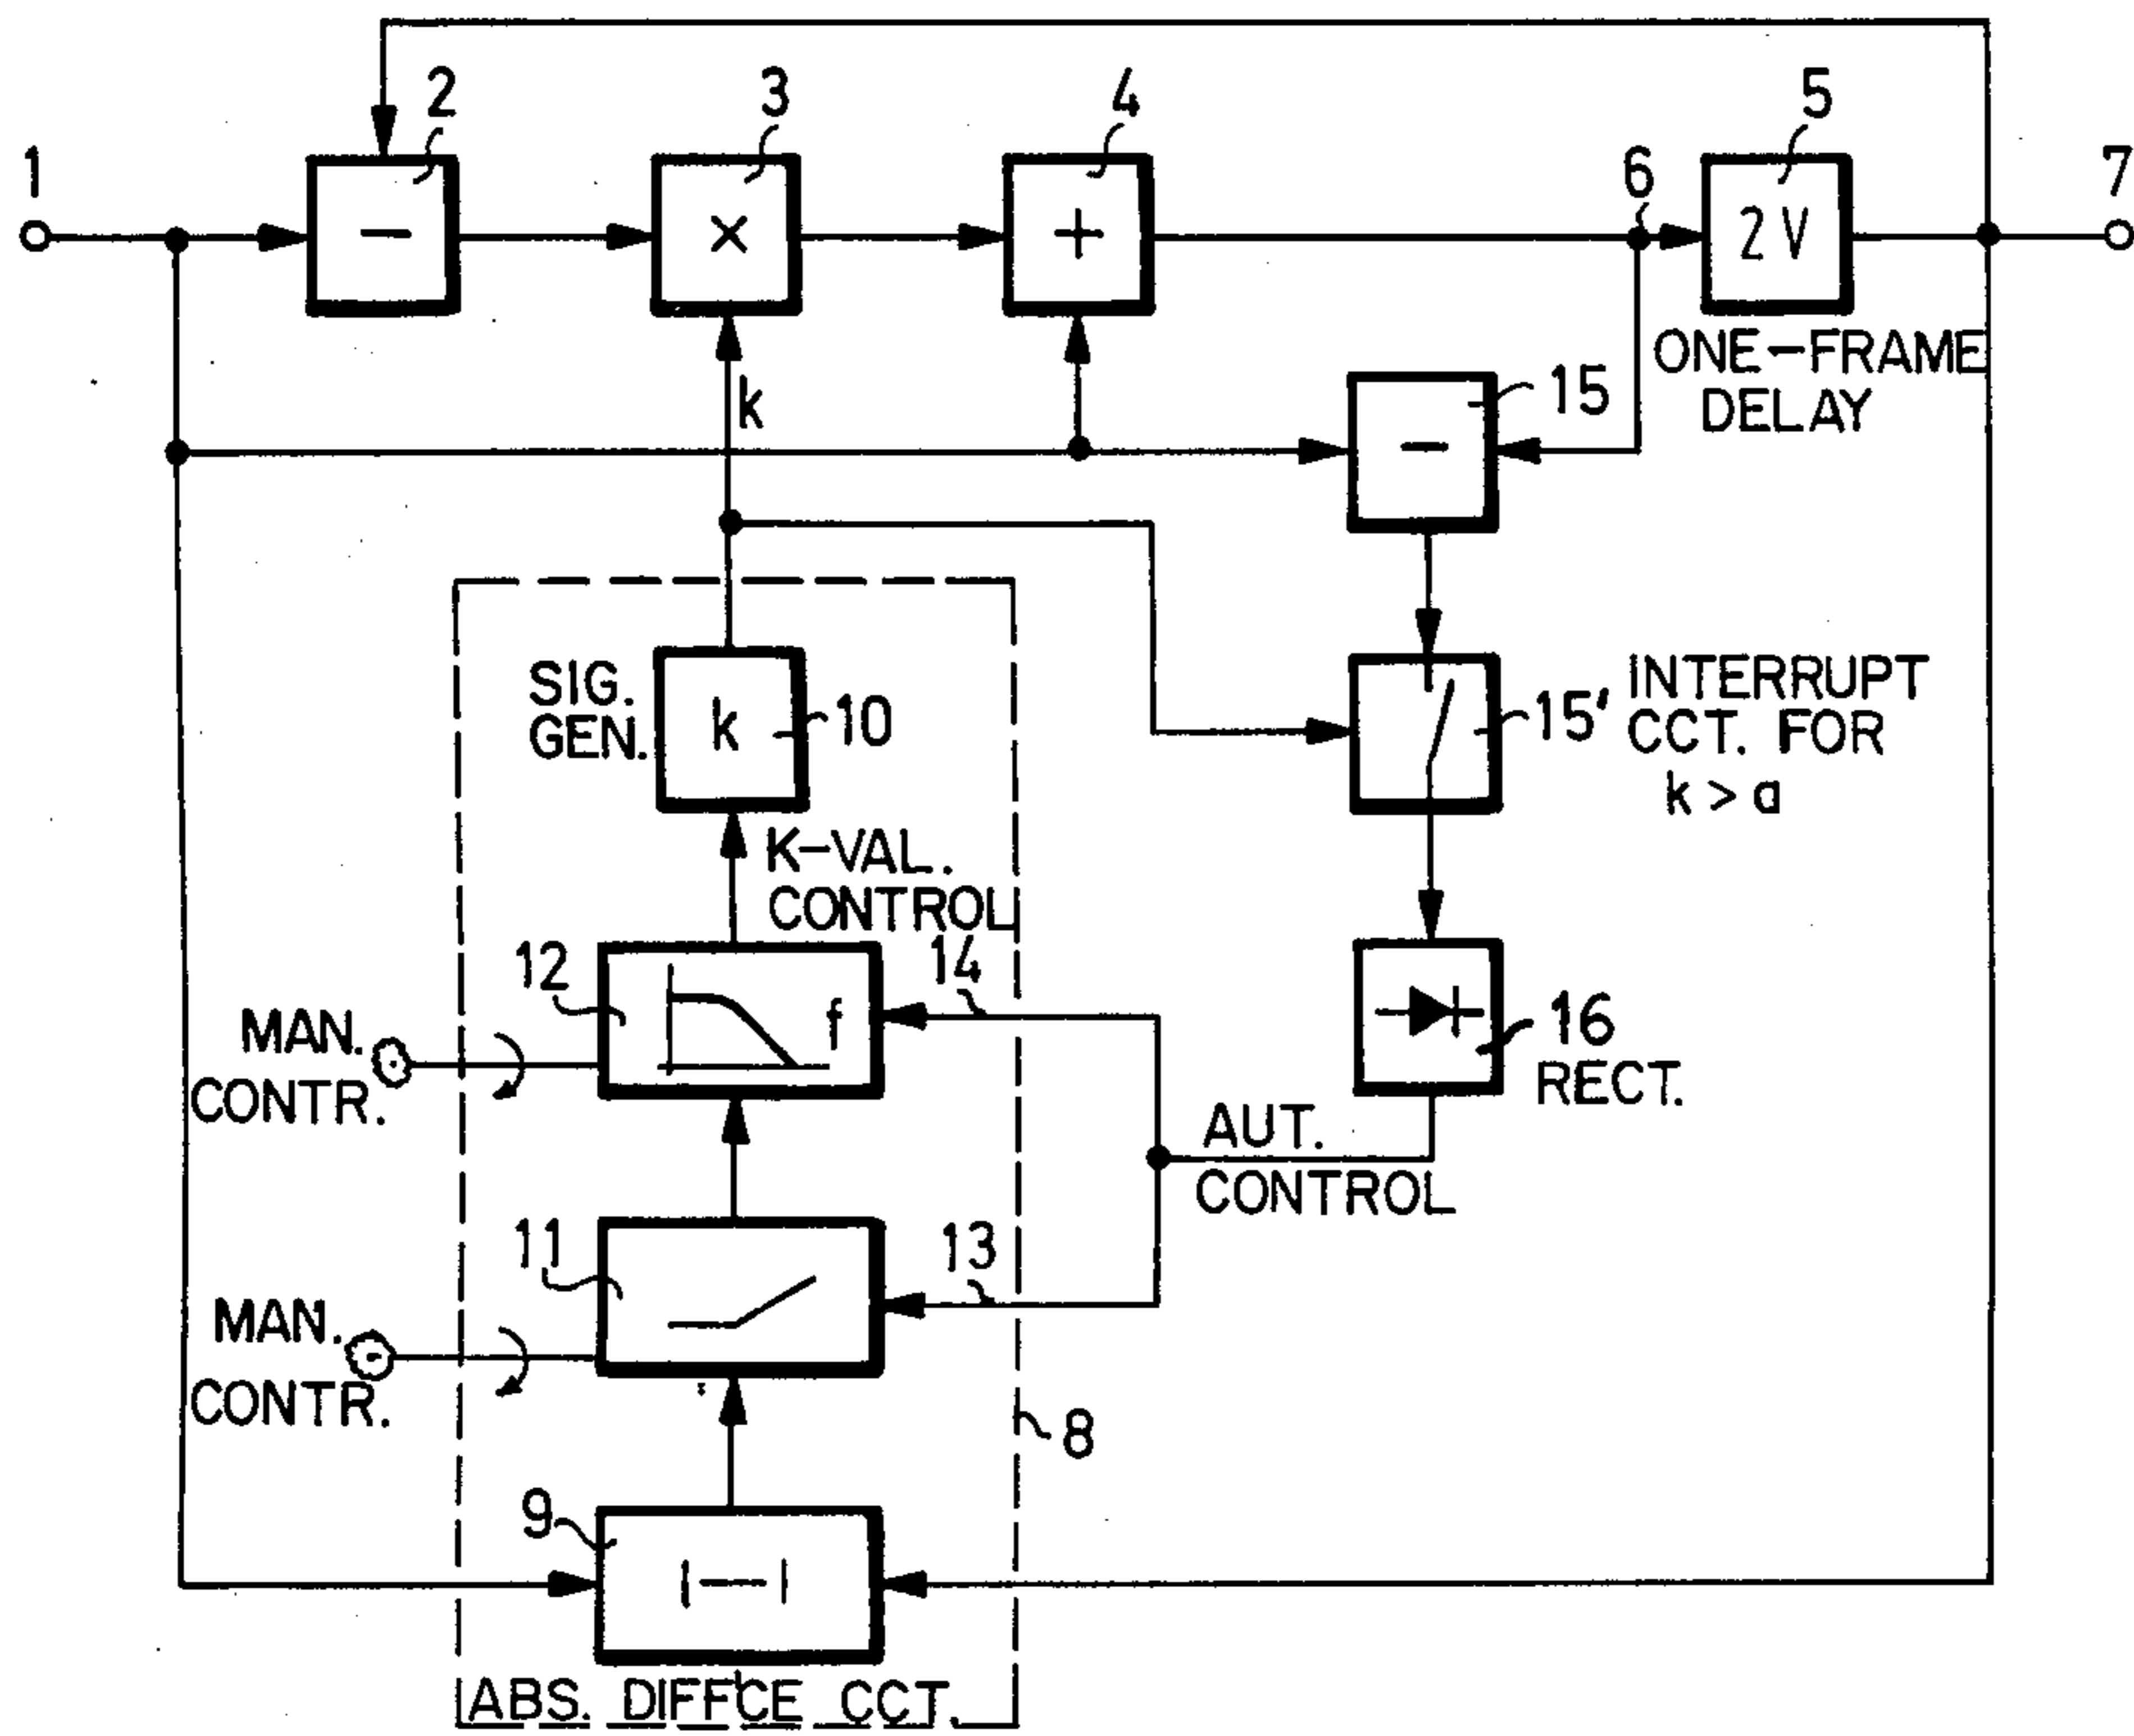 2
3
4
5
1
6
7
−
×
+
2 V
ONE–FRAME
DELAY
15
k
−
SIG.
GEN.
k
10
15'
INTERRUPT
CCT. FOR
k > a
K–VAL.
CONTROL
12
14
f
MAN.
CONTR.
16
RECT.
AUT.
CONTROL
11
13
MAN.
CONTR.
8
9
|—|
ABS. DIFF'CE CCT.